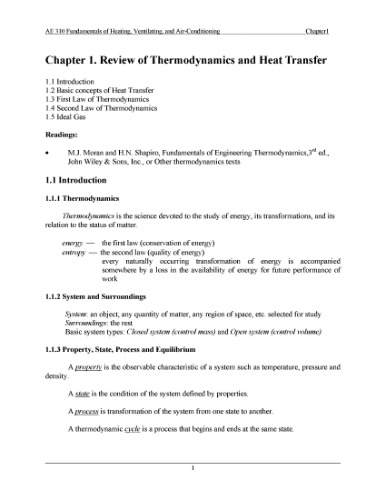 AE 310 Fundamentals of Heating, Ventilating, and Air-Conditioning Chapter1
Chapter 1. Review of Thermodynamics and Heat Transfer
1.1 Introduction
1.2 Basic concepts of Heat Transfer
1.3 First Law of Thermodynamics
1.4 Second Law of Thermodynamics
1.5 Ideal Gas
Readings:
• M.J. Moran and H.N. Shapiro, Fundamentals of Engineering Thermodynamics,3rd ed.,
John Wiley & Sons, Inc., or Other thermodynamics texts
1.1 Introduction
1.1.1 Thermodynamics
Thermodynamics is the science devoted to the study of energy, its transformations, and its
relation to the status of matter.
energy — the first law (conservation of energy)
entropy — the second law (quality of energy)
every naturally occurring transformation of energy is accompanied
somewhere by a loss in the availability of energy for future performance of
work
1.1.2 System and Surroundings
System: an object, any quantity of matter, any region of space, etc. selected for study
Surroundings: the rest
Basic system types: Closed system (control mass) and Open system (control volume)
1.1.3 Property, State, Process and Equilibrium
A property is the observable characteristic of a system such as temperature, pressure and
density.
A state is the condition of the system defined by properties.
A process is transformation of the system from one state to another.
A thermodynamic cycle is a process that begins and ends at the same state.
1